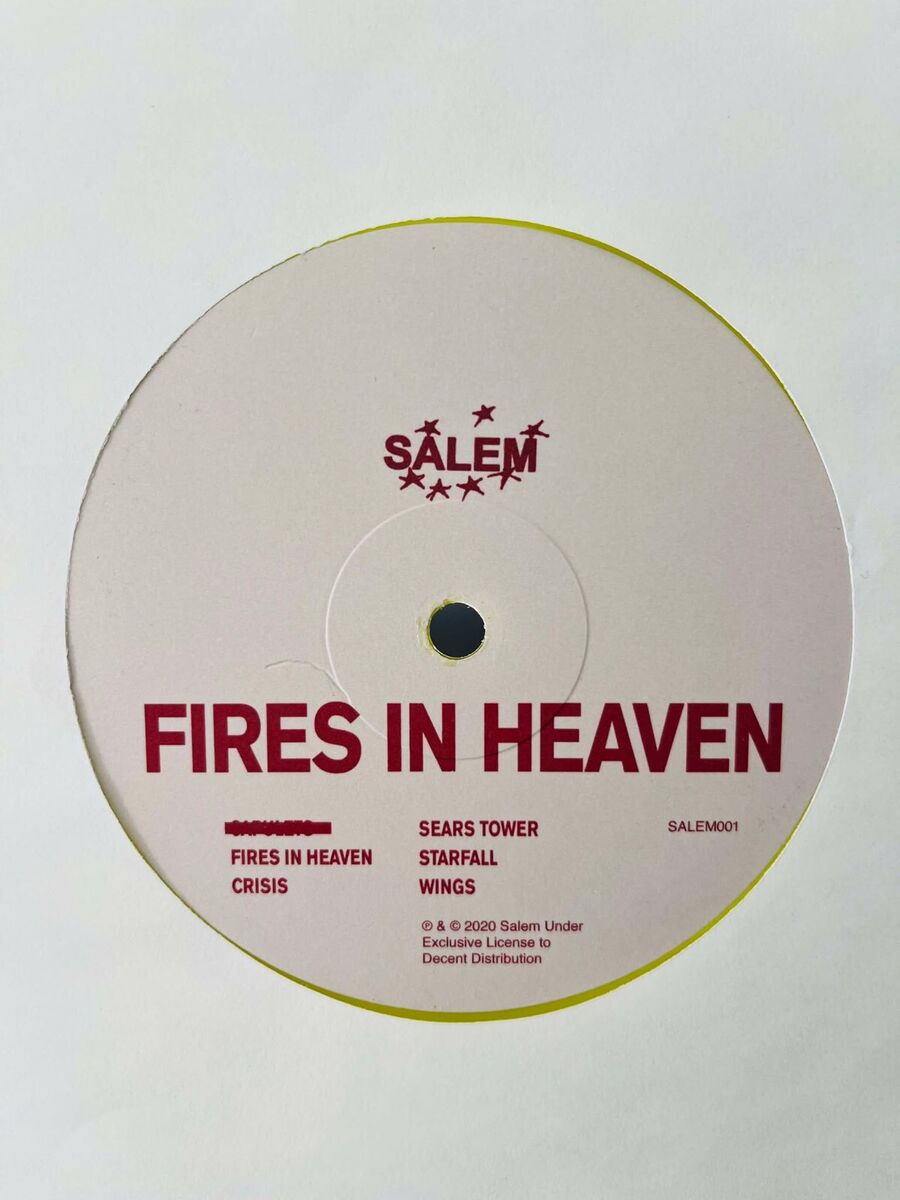 SALEM
FIRES IN HEAVEN
FIRES IN HEAVEN
CRISIS
SEARS TOWER
STARFALL
WINGS
SALEM001
℗ & © 2020 Salem Under
Exclusive License to
Decent Distribution